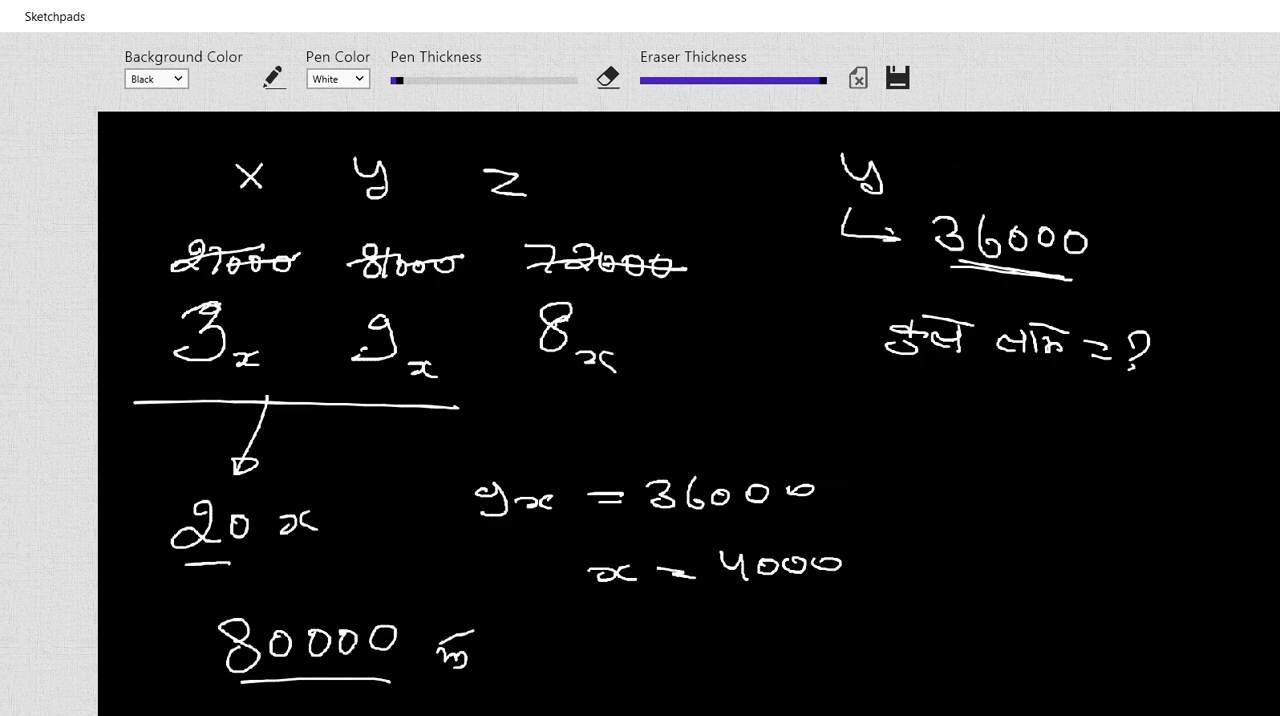 Sketchpads
Background Color Pen Color Pen Thickness Eraser Thickness
Black White
x y z
27000 81000 72000
3x 9x 8x
20x
80000 रु
y
36000
कुल लाभ = ?
9x = 36000
x = 4000